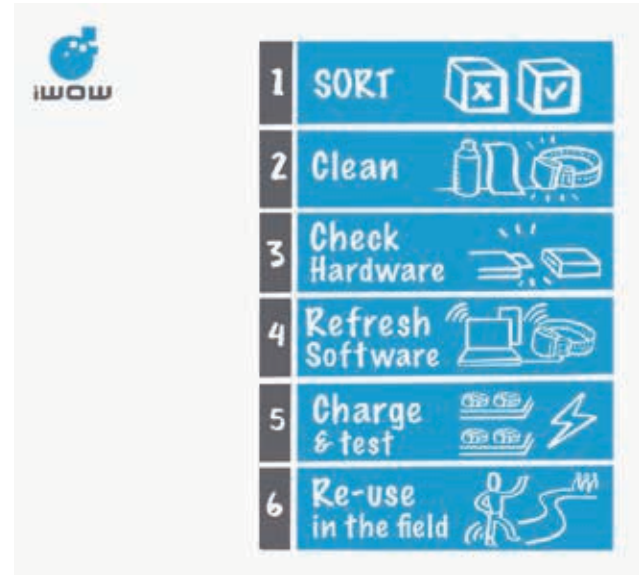 iWOW
1 SORT
2 Clean
3 Check
Hardware
4 Refresh
Software
5 Charge
& test
6 Re-use
in the field